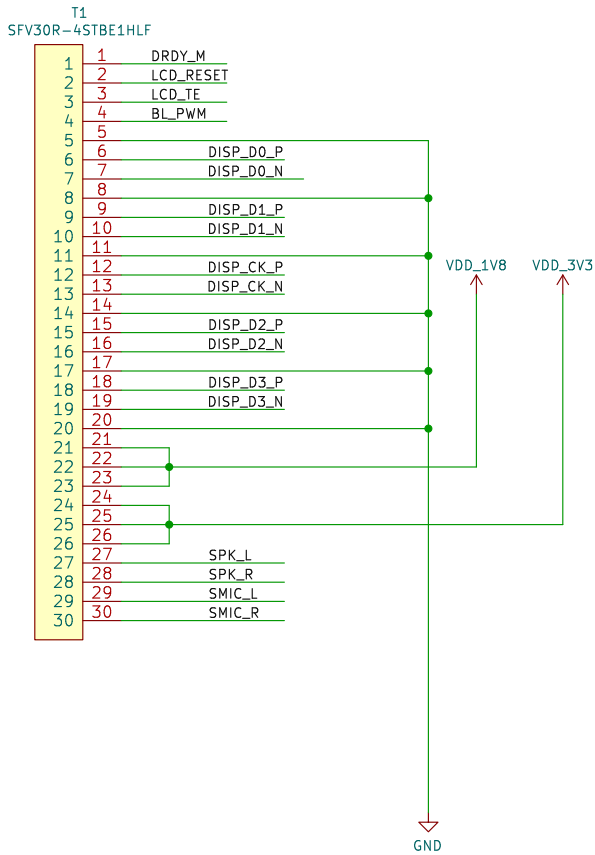 T1
SFV30R-4STBE1HLF
1 1 DRDY_M
2 2 LCD_RESET
3 3 LCD_TE
4 4 BL_PWM
5 5
6 6 DISP_D0_P
7 7 DISP_D0_N
8 8
9 9 DISP_D1_P
10 10 DISP_D1_N
11 11
12 12 DISP_CK_P
VDD_1V8 VDD_3V3
13 13 DISP_CK_N
14 14
15 15 DISP_D2_P
16 16 DISP_D2_N
17 17
18 18 DISP_D3_P
19 19 DISP_D3_N
20 20
21 21
22 22
23 23
24 24
25 25
26 26
27 27 SPK_L
28 28 SPK_R
29 29 SMIC_L
30 30 SMIC_R
GND